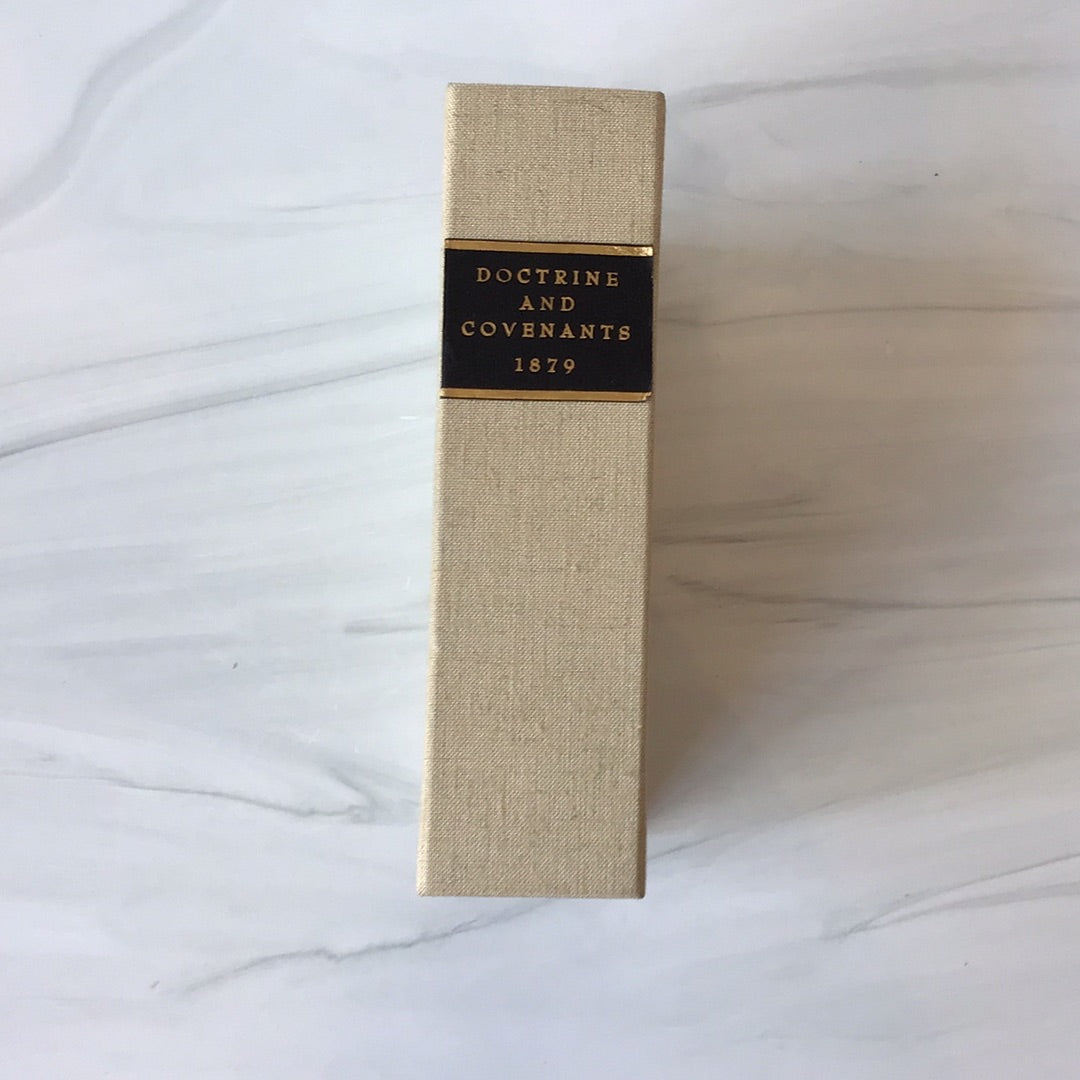 DOCTRINE
AND
COVENANTS
1879